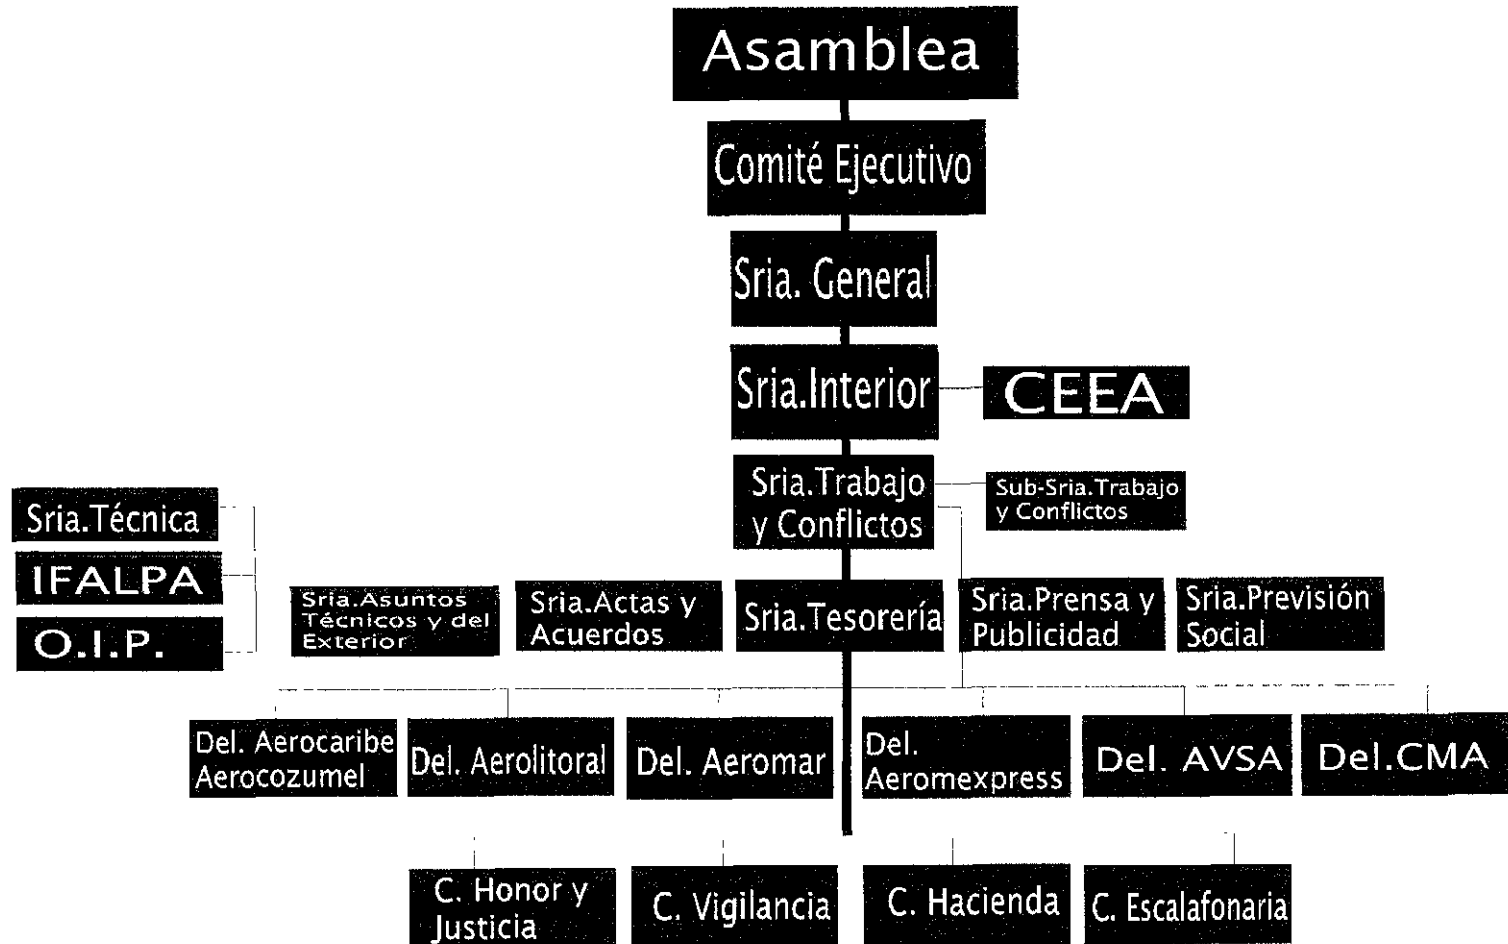 Asamblea
Comité Ejecutivo
Sria. General
Sria.Interior
CEEA
Sria.Trabajo
y Conflictos
Sub-Sria.Trabajo
y Conflictos
Sria.Técnica
IFALPA
O.I.P.
Sria.Asuntos
Técnicos y del
Exterior
Sria.Actas y
Acuerdos
Sria.Tesorería
Sria.Prensa y
Publicidad
Sria.Previsión
Social
Del. Aerocaribe
Aerocozumel
Del. Aerolitoral
Del. Aeromar
Del.
Aeromexpress
Del. AVSA
Del.CMA
C. Honor y
Justicia
C. Vigilancia
C. Hacienda
C. Escalafonaria